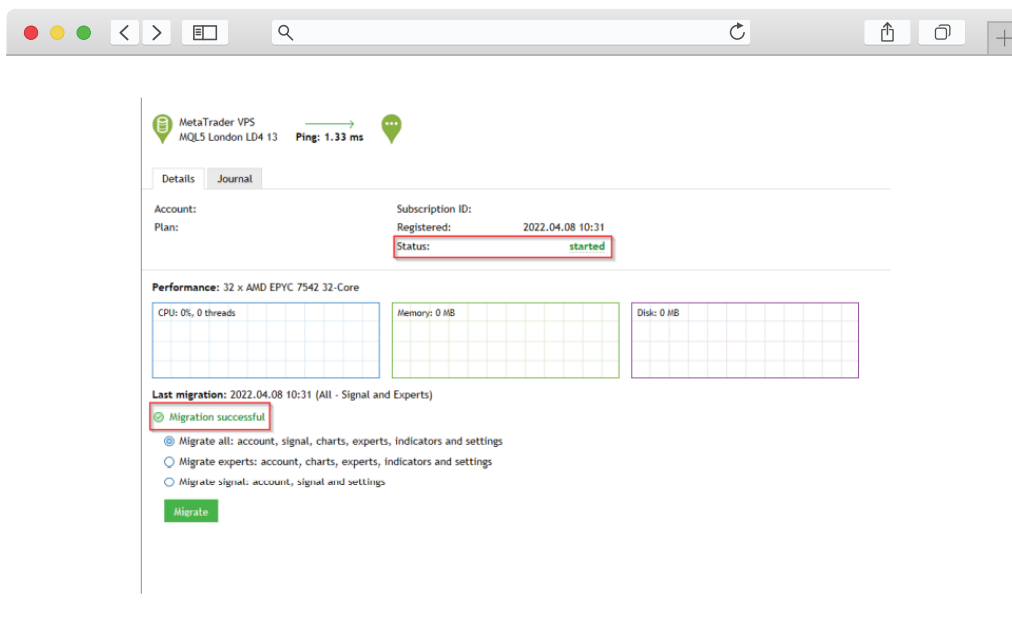 MetaTrader VPS
MQL5 London LD4 13 Ping: 1.33 ms
Details Journal
Account: Subscription ID:
Plan: Registered: 2022.04.08 10:31
Status: started
Performance: 32 x AMD EPYC 7542 32-Core
CPU: 0%, 0 threads Memory: 0 MB Disk: 0 MB
Last migration: 2022.04.08 10:31 (All - Signal and Experts)
Migration successful
Migrate all: account, signal, charts, experts, indicators and settings
Migrate experts: account, charts, experts, indicators and settings
Migrate signal: account, signal and settings
Migrate